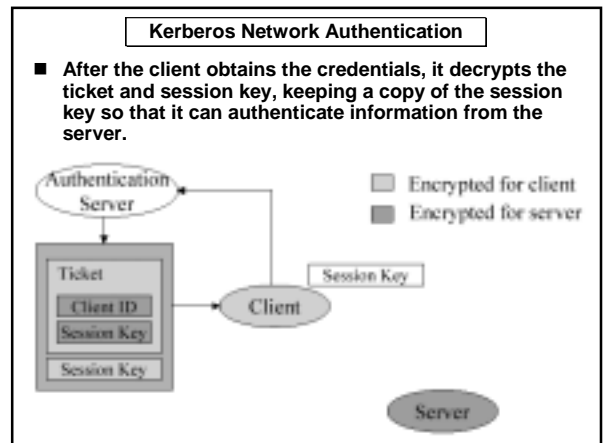 Kerberos Network Authentication
After the client obtains the credentials, it decrypts the
ticket and session key, keeping a copy of the session
key so that it can authenticate information from the
server.
Authentication
Server
Encrypted for client
Encrypted for server
Ticket
Client ID
Session Key
Session Key
Session Key
Client
Server